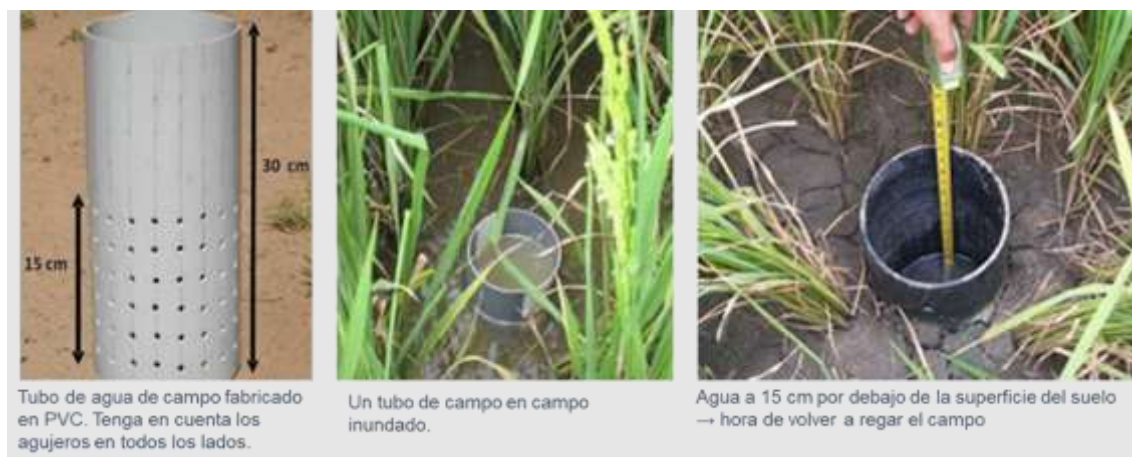 30 cm
15 cm
Tubo de agua de campo fabricado
en PVC. Tenga en cuenta los
agujeros en todos los lados.
Un tubo de campo en campo
inundado.
Agua a 15 cm por debajo de la superficie del suelo
→ hora de volver a regar el campo